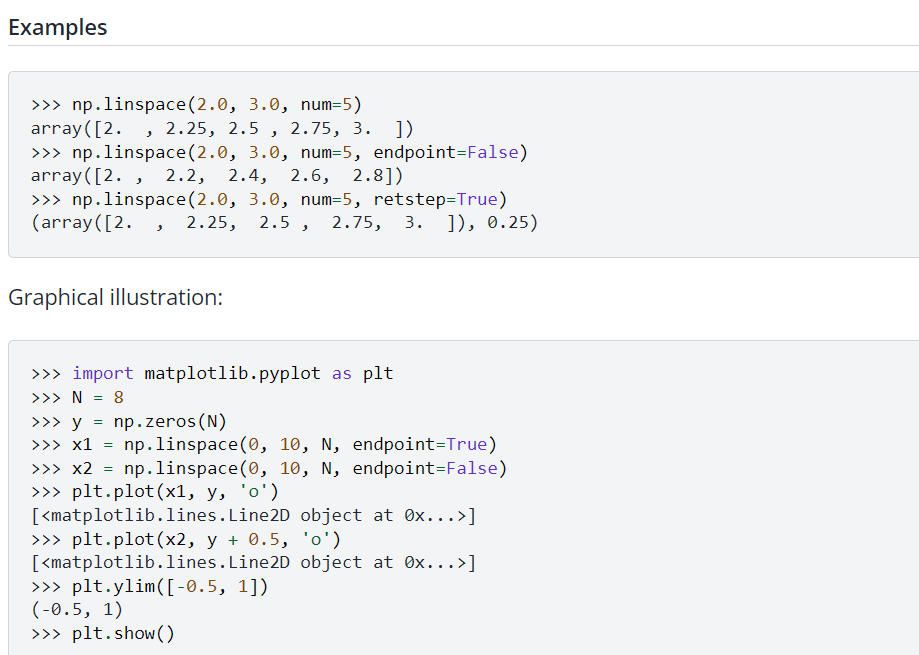 Examples
>>> np.linspace(2.0, 3.0, num=5)
array([2.  , 2.25, 2.5 , 2.75, 3.  ])
>>> np.linspace(2.0, 3.0, num=5, endpoint=False)
array([2. ,  2.2,  2.4,  2.6,  2.8])
>>> np.linspace(2.0, 3.0, num=5, retstep=True)
(array([2.  ,  2.25,  2.5 ,  2.75,  3.  ]), 0.25)
Graphical illustration:
>>> import matplotlib.pyplot as plt
>>> N = 8
>>> y = np.zeros(N)
>>> x1 = np.linspace(0, 10, N, endpoint=True)
>>> x2 = np.linspace(0, 10, N, endpoint=False)
>>> plt.plot(x1, y, 'o')
[<matplotlib.lines.Line2D object at 0x...>]
>>> plt.plot(x2, y + 0.5, 'o')
[<matplotlib.lines.Line2D object at 0x...>]
>>> plt.ylim([-0.5, 1])
(-0.5, 1)
>>> plt.show()